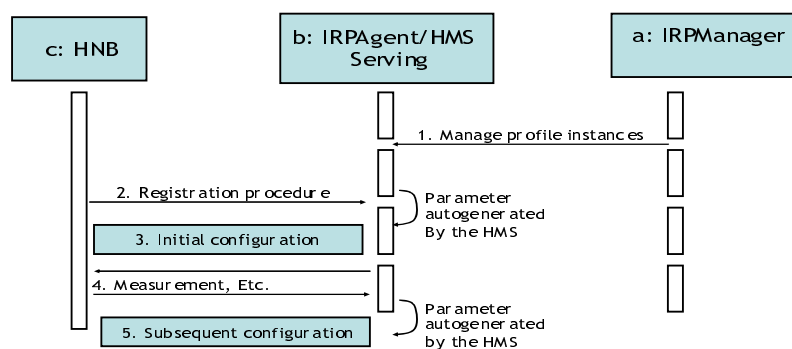 c: HNB
b: IRPAgent/HMS
Serving
a: IRPManager
1. Manage profile instances
2. Registration procedure
Parameter
autogenerated
By the HMS
3. Initial configuration
4. Measurement, Etc.
Parameter
autogenerated
by the HMS
5. Subsequent configuration